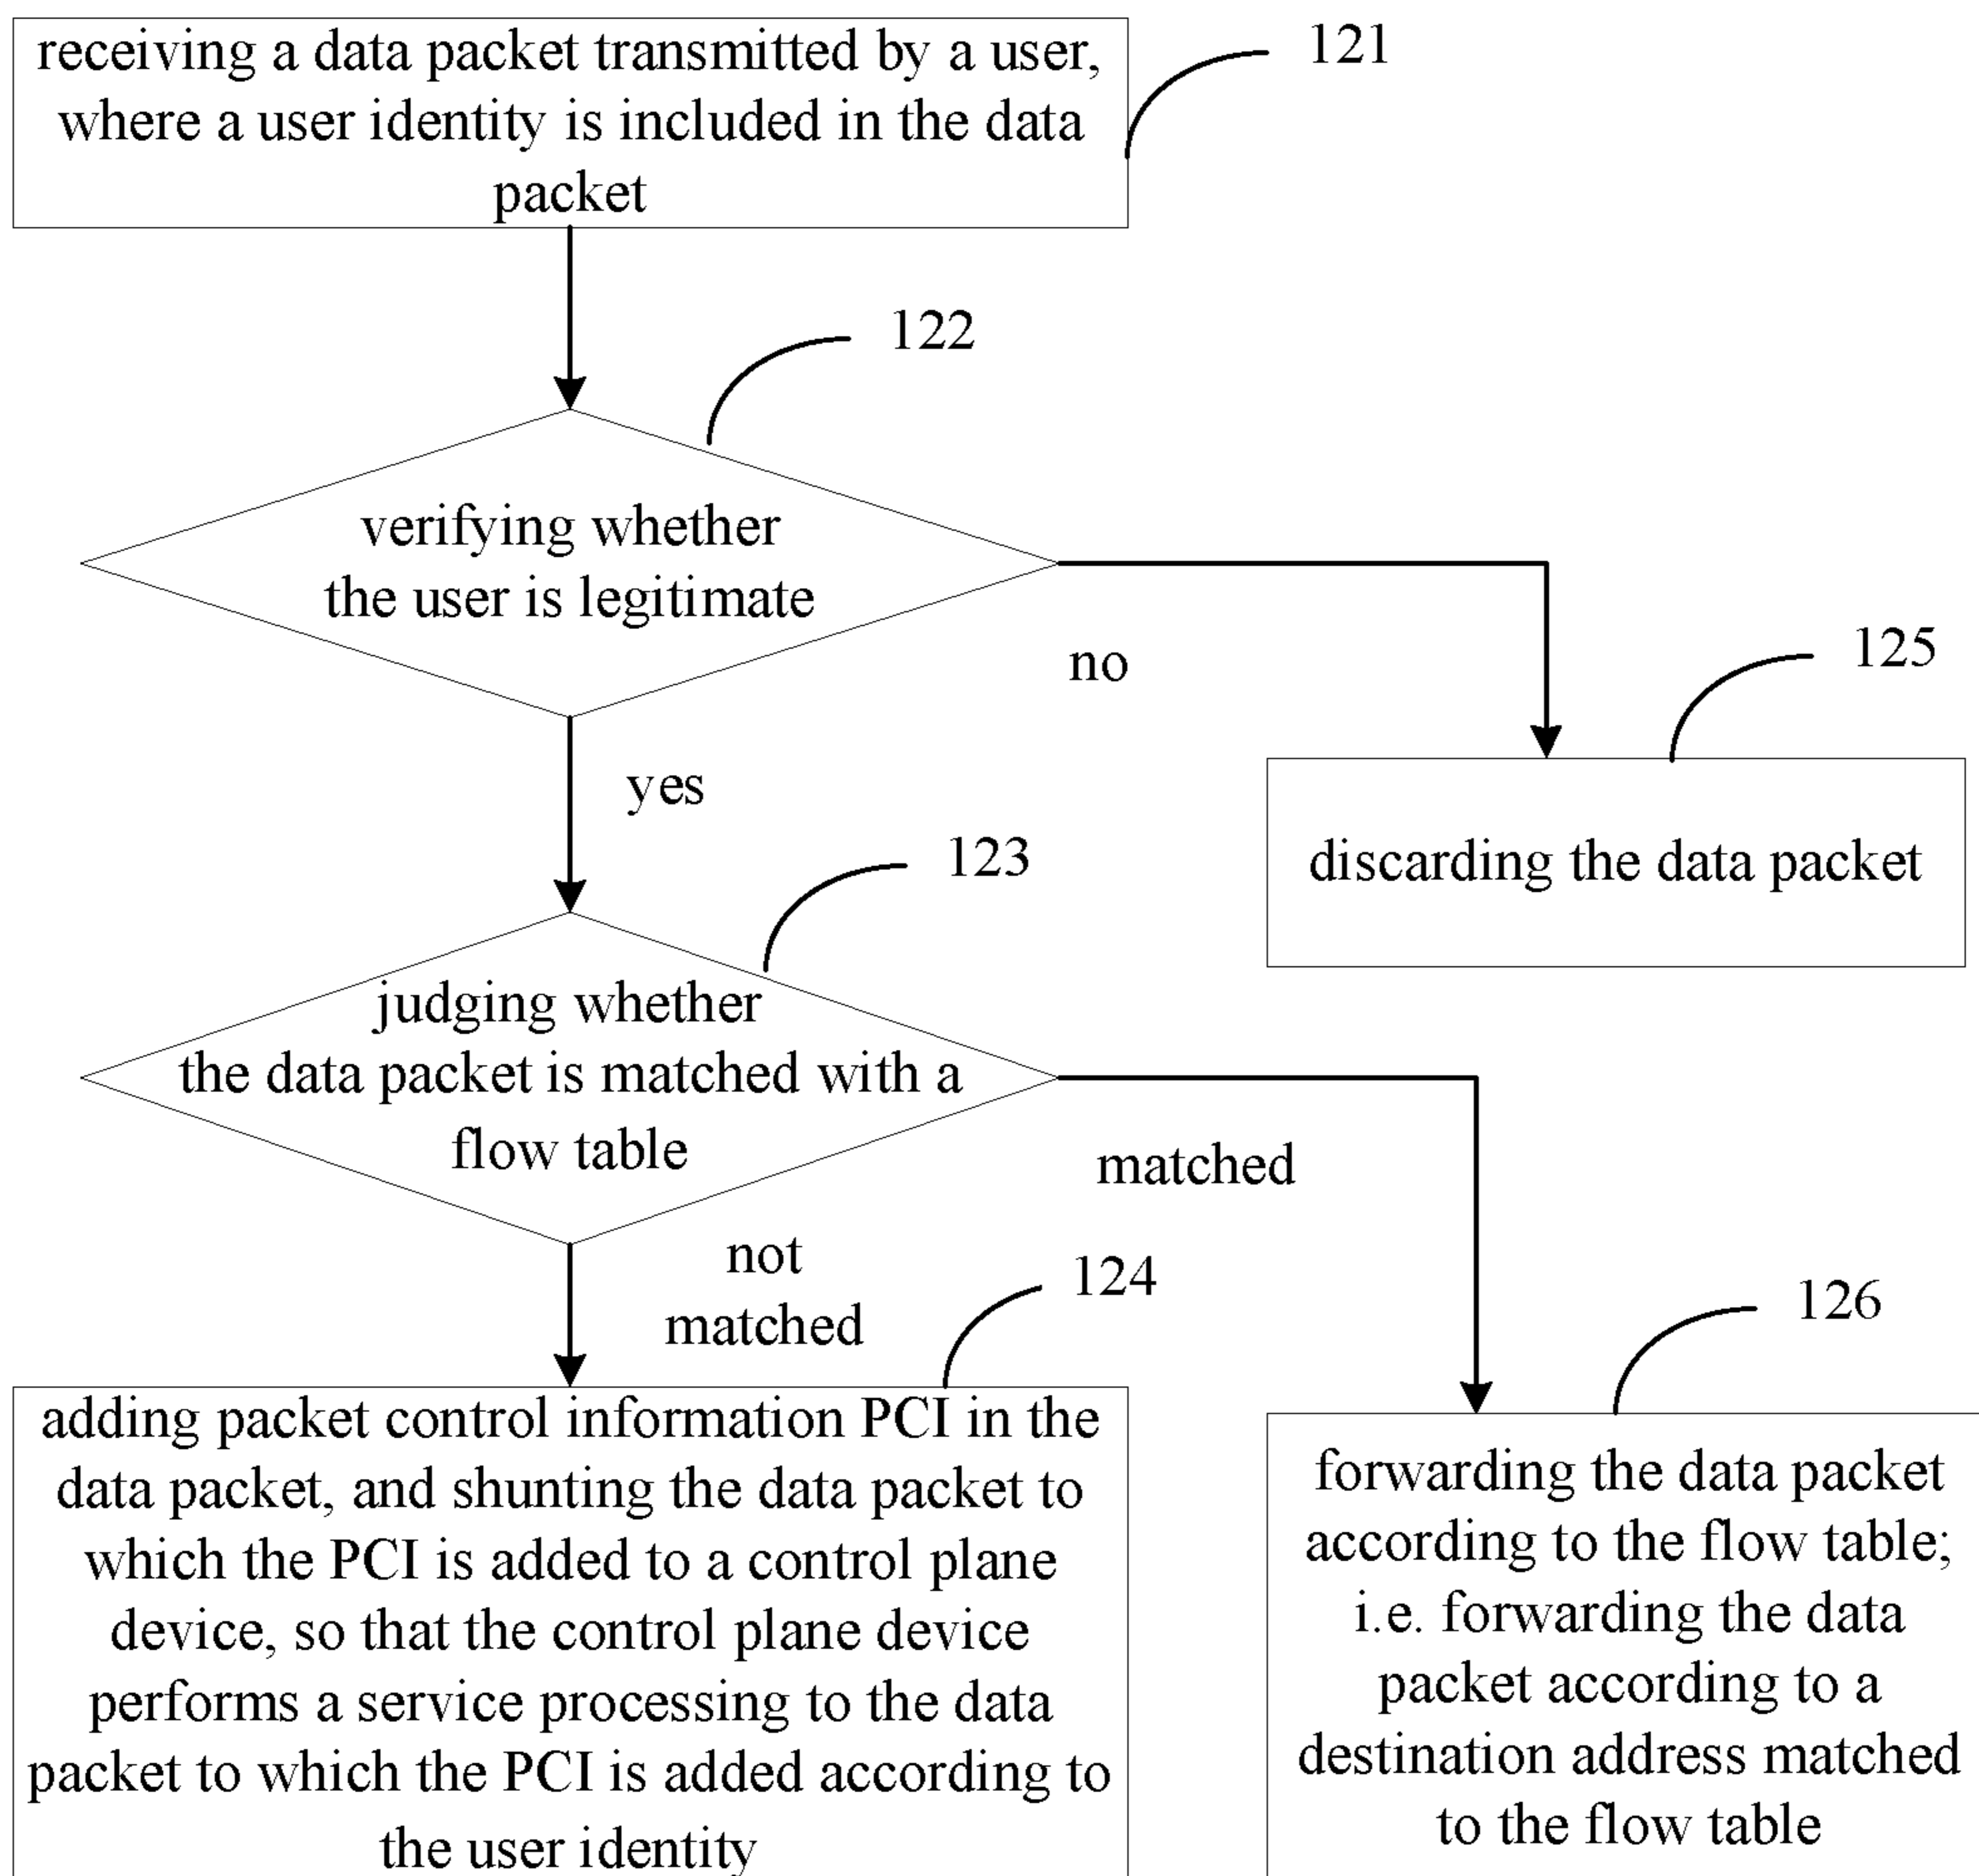 receiving a data packet transmitted by a user,
where a user identity is included in the data
packet
121
122
verifying whether
the user is legitimate
no
125
yes
discarding the data packet
123
judging whether
the data packet is matched with a
flow table
matched
not
matched
124
126
adding packet control information PCI in the
data packet, and shunting the data packet to
which the PCI is added to a control plane
device, so that the control plane device
performs a service processing to the data
packet to which the PCI is added according to
the user identity
forwarding the data packet
according to the flow table;
i.e. forwarding the data
packet according to a
destination address matched
to the flow table